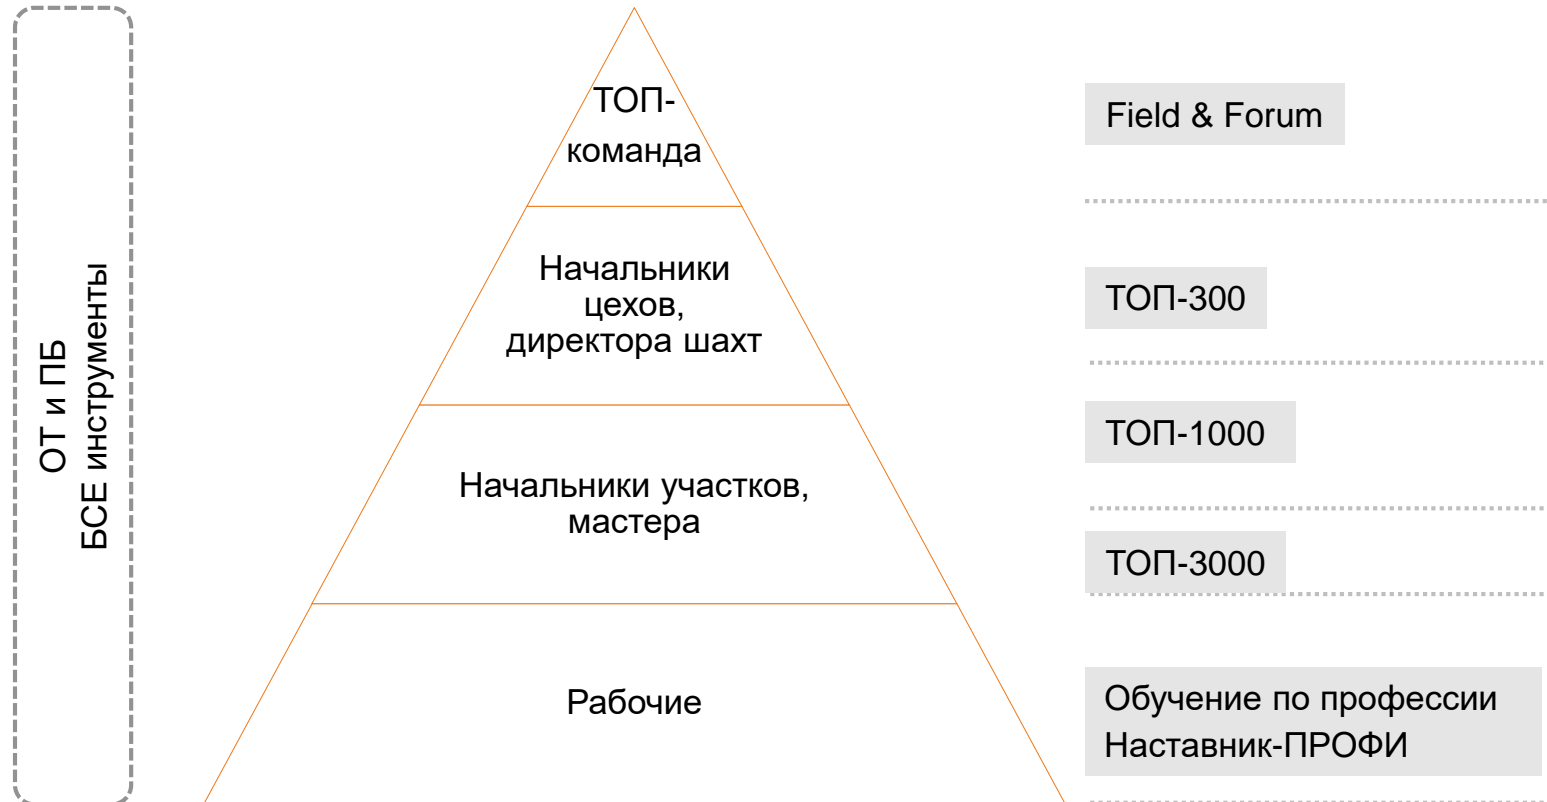 ОТ и ПБ
БСЕ инструменты
ТОП-
команда
Field & Forum
Начальники
цехов,
директора шахт
ТОП-300
ТОП-1000
Начальники участков,
мастера
ТОП-3000
Рабочие
Обучение по профессии
Наставник-ПРОФИ